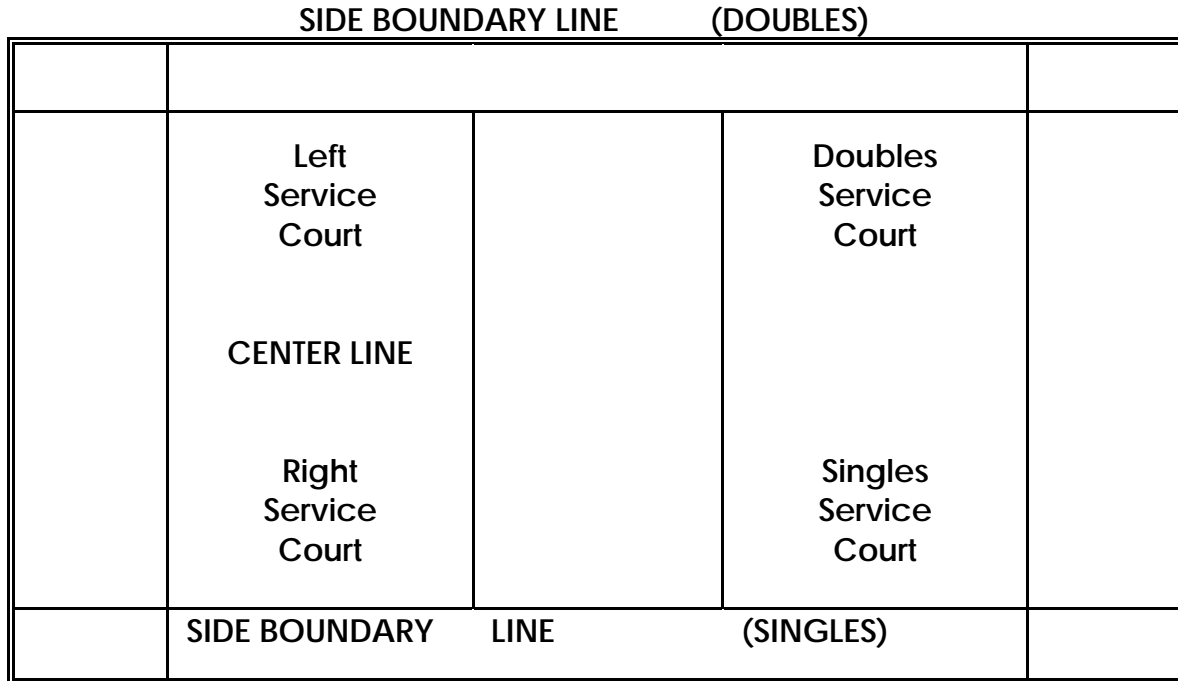 SIDE BOUNDARY LINE (DOUBLES)
Left
Service
Court
Doubles
Service
Court
CENTER LINE
Right
Service
Court
Singles
Service
Court
SIDE BOUNDARY LINE (SINGLES)